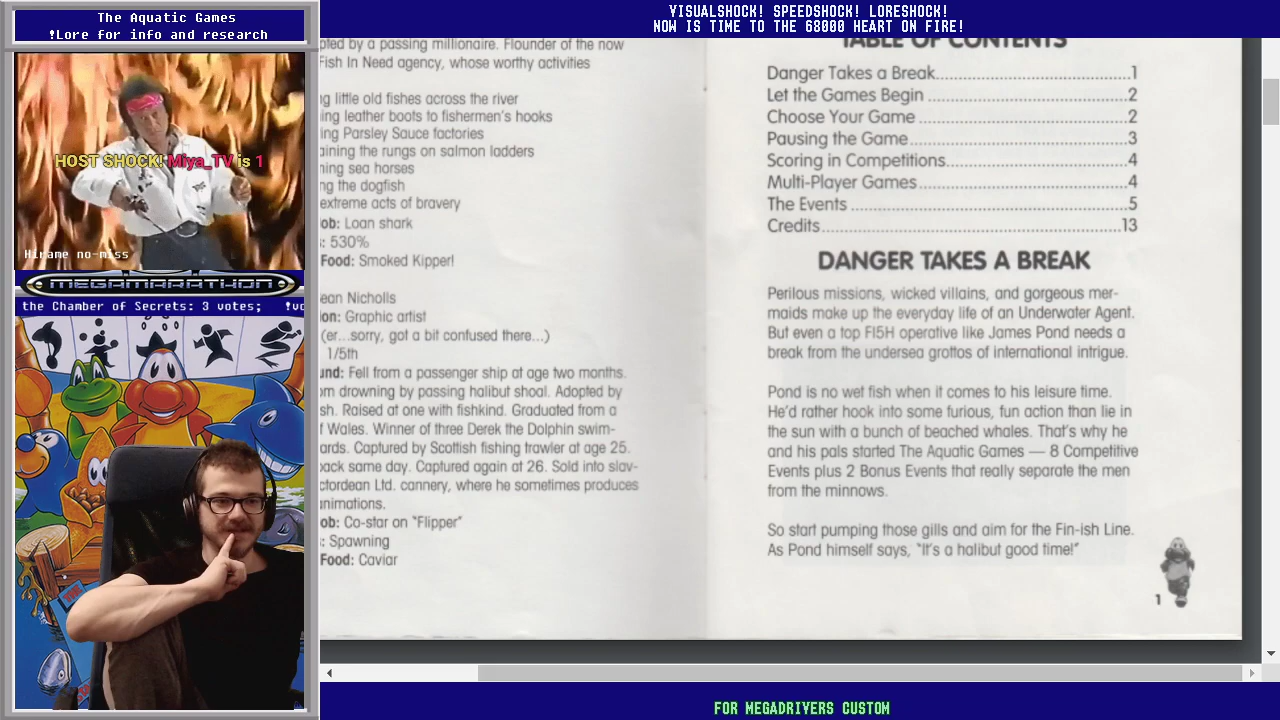 The Aquatic Games
!Lore for info and research
HOST SHOCK! Miya_TV is 1
Hirame no-miss
MEGAMARATHON
the Chamber of Secrets: 3 votes; !vo
VISUALSHOCK! SPEEDSHOCK! LORESHOCK!
NOW IS TIME TO THE 68000 HEART ON FIRE!
pted by a passing millionaire. Flounder of the now
Fish In Need agency, whose worthy activities
ng little old fishes across the river
ing leather boots to fishermen's hooks
ing Parsley Sauce factories
aining the rungs on salmon ladders
ning sea horses
ng the dogfish
extreme acts of bravery
ob: Loan shark
: 530%
Food: Smoked Kipper!
ean Nicholls
ion: Graphic artist
(er...sorry, got a bit confused there...)
1/5th
und: Fell from a passenger ship at age two months.
om drowning by passing halibut shoal. Adopted by
sh. Raised at one with fishkind. Graduated from a
f Wales. Winner of three Derek the Dolphin swim-
ards. Captured by Scottish fishing trawler at age 25.
back same day. Captured again at 26. Sold into slav-
ctordean Ltd. cannery, where he sometimes produces
animations.
ob: Co-star on "Flipper"
: Spawning
Food: Caviar
TABLE OF CONTENTS
Danger Takes a Break 1
Let the Games Begin 2
Choose Your Game 2
Pausing the Game 3
Scoring in Competitions 4
Multi-Player Games 4
The Events 5
Credits 13
DANGER TAKES A BREAK
Perilous missions, wicked villains, and gorgeous mer-
maids make up the everyday life of an Underwater Agent.
But even a top FI5H operative like James Pond needs a
break from the undersea grottos of international intrigue.
Pond is no wet fish when it comes to his leisure time.
He'd rather hook into some furious, fun action than lie in
the sun with a bunch of beached whales. That's why he
and his pals started The Aquatic Games — 8 Competitive
Events plus 2 Bonus Events that really separate the men
from the minnows.
So start pumping those gills and aim for the Fin-ish Line.
As Pond himself says, "It's a halibut good time!"
1
FOR MEGADRIVERS CUSTOM